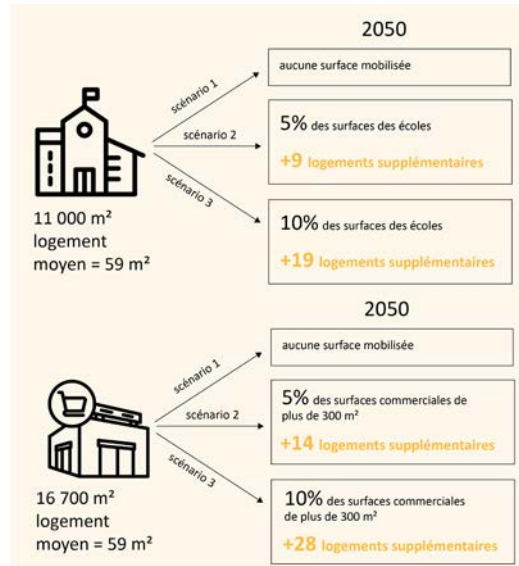 2050
scénario 1
aucune surface mobilisée
scénario 2
5% des surfaces des écoles
+9 logements supplémentaires
scénario 3
10% des surfaces des écoles
+19 logements supplémentaires
11 000 m²
logement
moyen = 59 m²
2050
scénario 1
aucune surface mobilisée
scénario 2
5% des surfaces commerciales de
plus de 300 m²
+14 logements supplémentaires
scénario 3
10% des surfaces commerciales
de plus de 300 m²
+28 logements supplémentaires
16 700 m²
logement
moyen = 59 m²